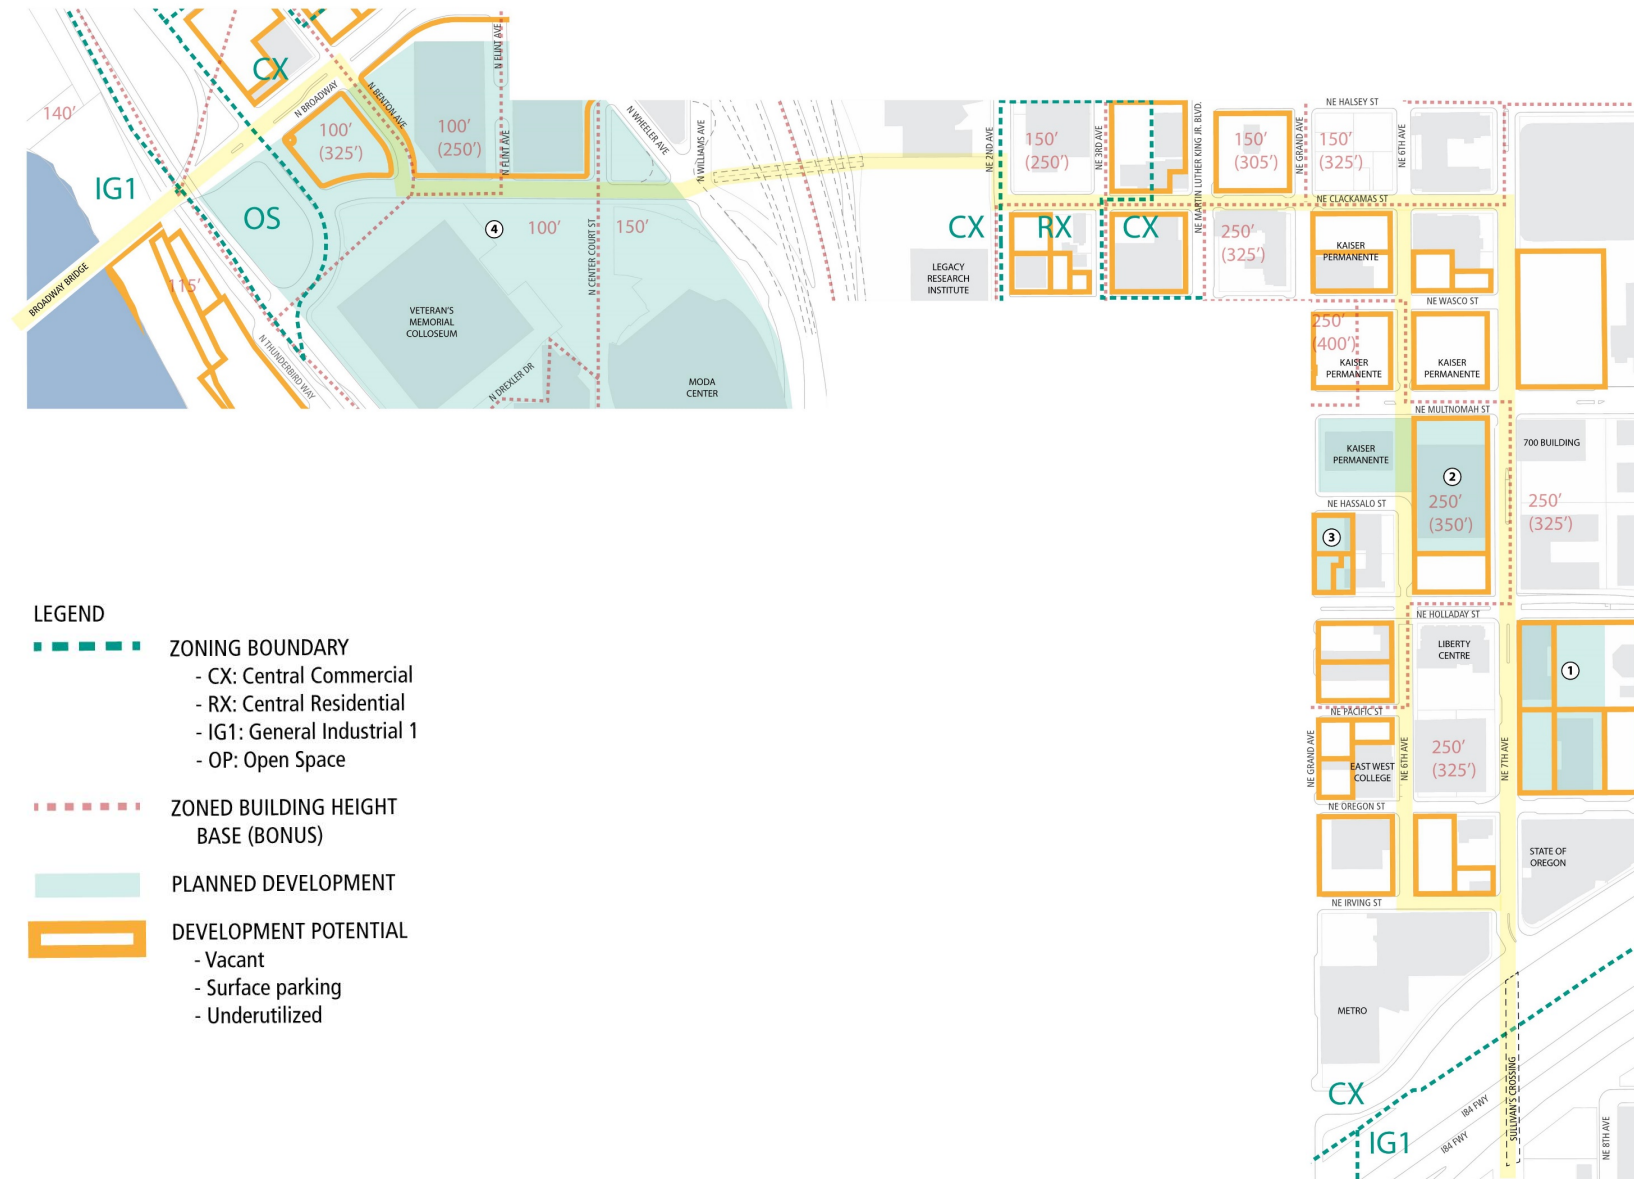 N FLINT AVE
CX
N BROADWAY
N BENTON AVE
140'
100'
(325')
100'
(250')
N FLINT AVE
N WHEELER AVE
N WILLIAMS AVE
IG1
OS
4
100'
150'
N CENTER COURT ST
BROADWAY BRIDGE
115'
N THUNDERBIRD WAY
VETERAN'S
MEMORIAL
COLLOSEUM
N DREXLER DR
MODA
CENTER
NE 2ND AVE
150'
(250')
NE 3RD AVE
NE MARTIN LUTHER KING JR. BLVD.
150'
(305')
NE GRAND AVE
NE HALSEY ST
150'
(325')
NE 6TH AVE
NE CLACKAMAS ST
CX
RX
CX
250'
(325')
LEGACY
RESEARCH
INSTITUTE
KAISER
PERMANENTE
NE WASCO ST
250'
(400')
KAISER
PERMANENTE
KAISER
PERMANENTE
NE MULTNOMAH ST
KAISER
PERMANENTE
2
250'
(350')
700 BUILDING
250'
(325')
NE HASSALO ST
3
NE HOLLADAY ST
LIBERTY
CENTRE
1
NE PACIFIC ST
NE GRAND AVE
EAST WEST
COLLEGE
NE 6TH AVE
250'
(325')
NE 7TH AVE
NE OREGON ST
STATE OF
OREGON
NE IRVING ST
METRO
CX
IG1
I84 FWY
I84 FWY
SULLIVAN'S CROSSING
NE 8TH AVE
LEGEND
ZONING BOUNDARY
- CX: Central Commercial
- RX: Central Residential
- IG1: General Industrial 1
- OP: Open Space
ZONED BUILDING HEIGHT
BASE (BONUS)
PLANNED DEVELOPMENT
DEVELOPMENT POTENTIAL
- Vacant
- Surface parking
- Underutilized